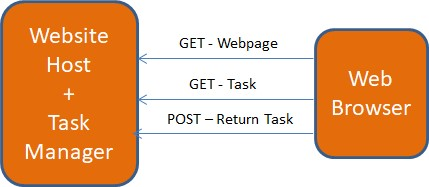 Website
Host
+
Task
Manager
GET - Webpage
GET - Task
POST – Return Task
Web
Browser